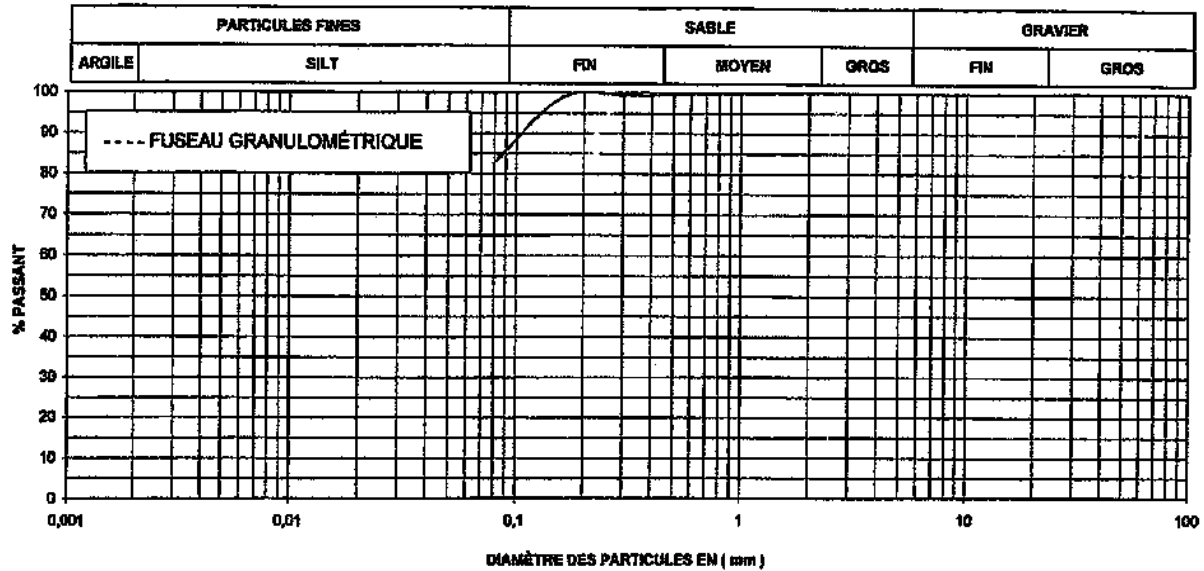 PARTICULES FINES SABLE GRAVIER
ARGILE SILT FIN MOYEN GROS FIN GROS
100
90
80
70
60
50
40
30
20
10
0
---- FUSEAU GRANULOMÉTRIQUE
% PASSANT
0,001 0,01 0,1 1 10 100
DIAMÈTRE DES PARTICULES EN ( mm )